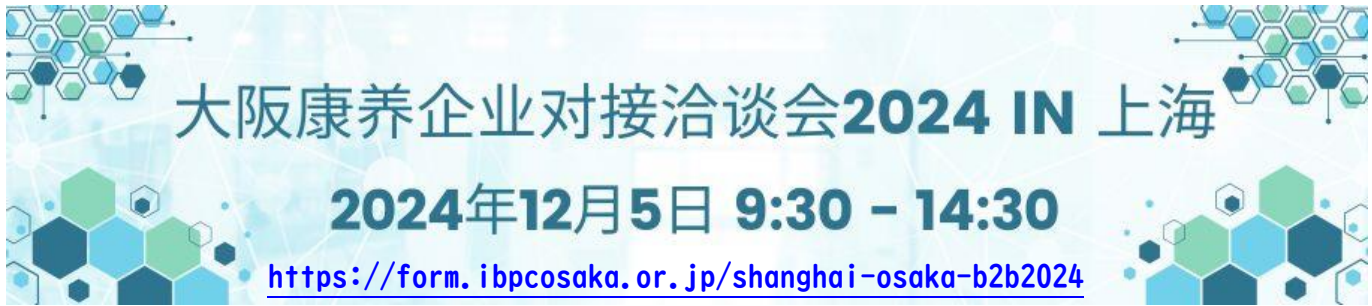 大阪康养企业对接洽谈会2024 IN 上海
2024年12月5日 9:30 - 14:30
https://form.ibpcosaka.or.jp/shanghai-osaka-b2b2024